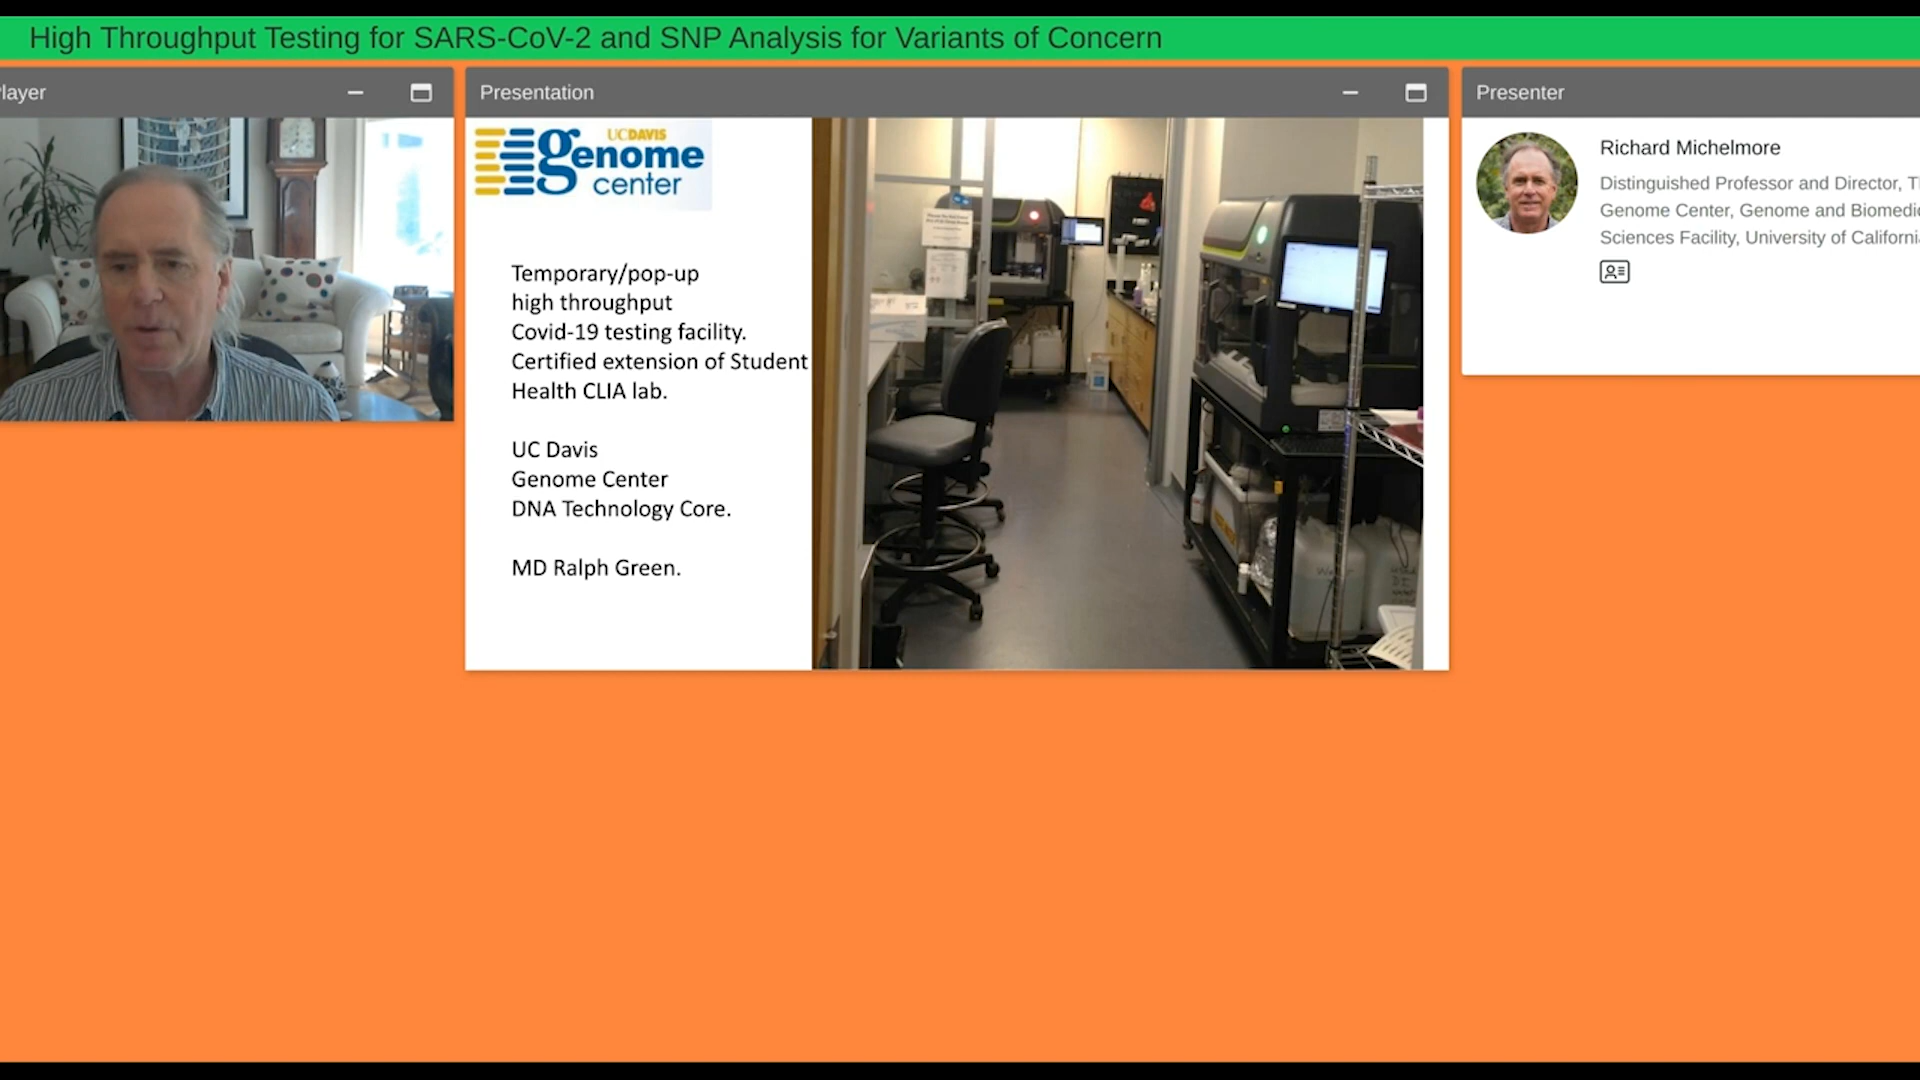 High Throughput Testing for SARS-CoV-2 and SNP Analysis for Variants of Concern
layer
Presentation
UCDAVIS
genome
center
Temporary/pop-up
high throughput
Covid-19 testing facility.
Certified extension of Student
Health CLIA lab.
UC Davis
Genome Center
DNA Technology Core.
MD Ralph Green.
Presenter
Richard Michelmore
Distinguished Professor and Director, T
Genome Center, Genome and Biomedi
Sciences Facility, University of Californi